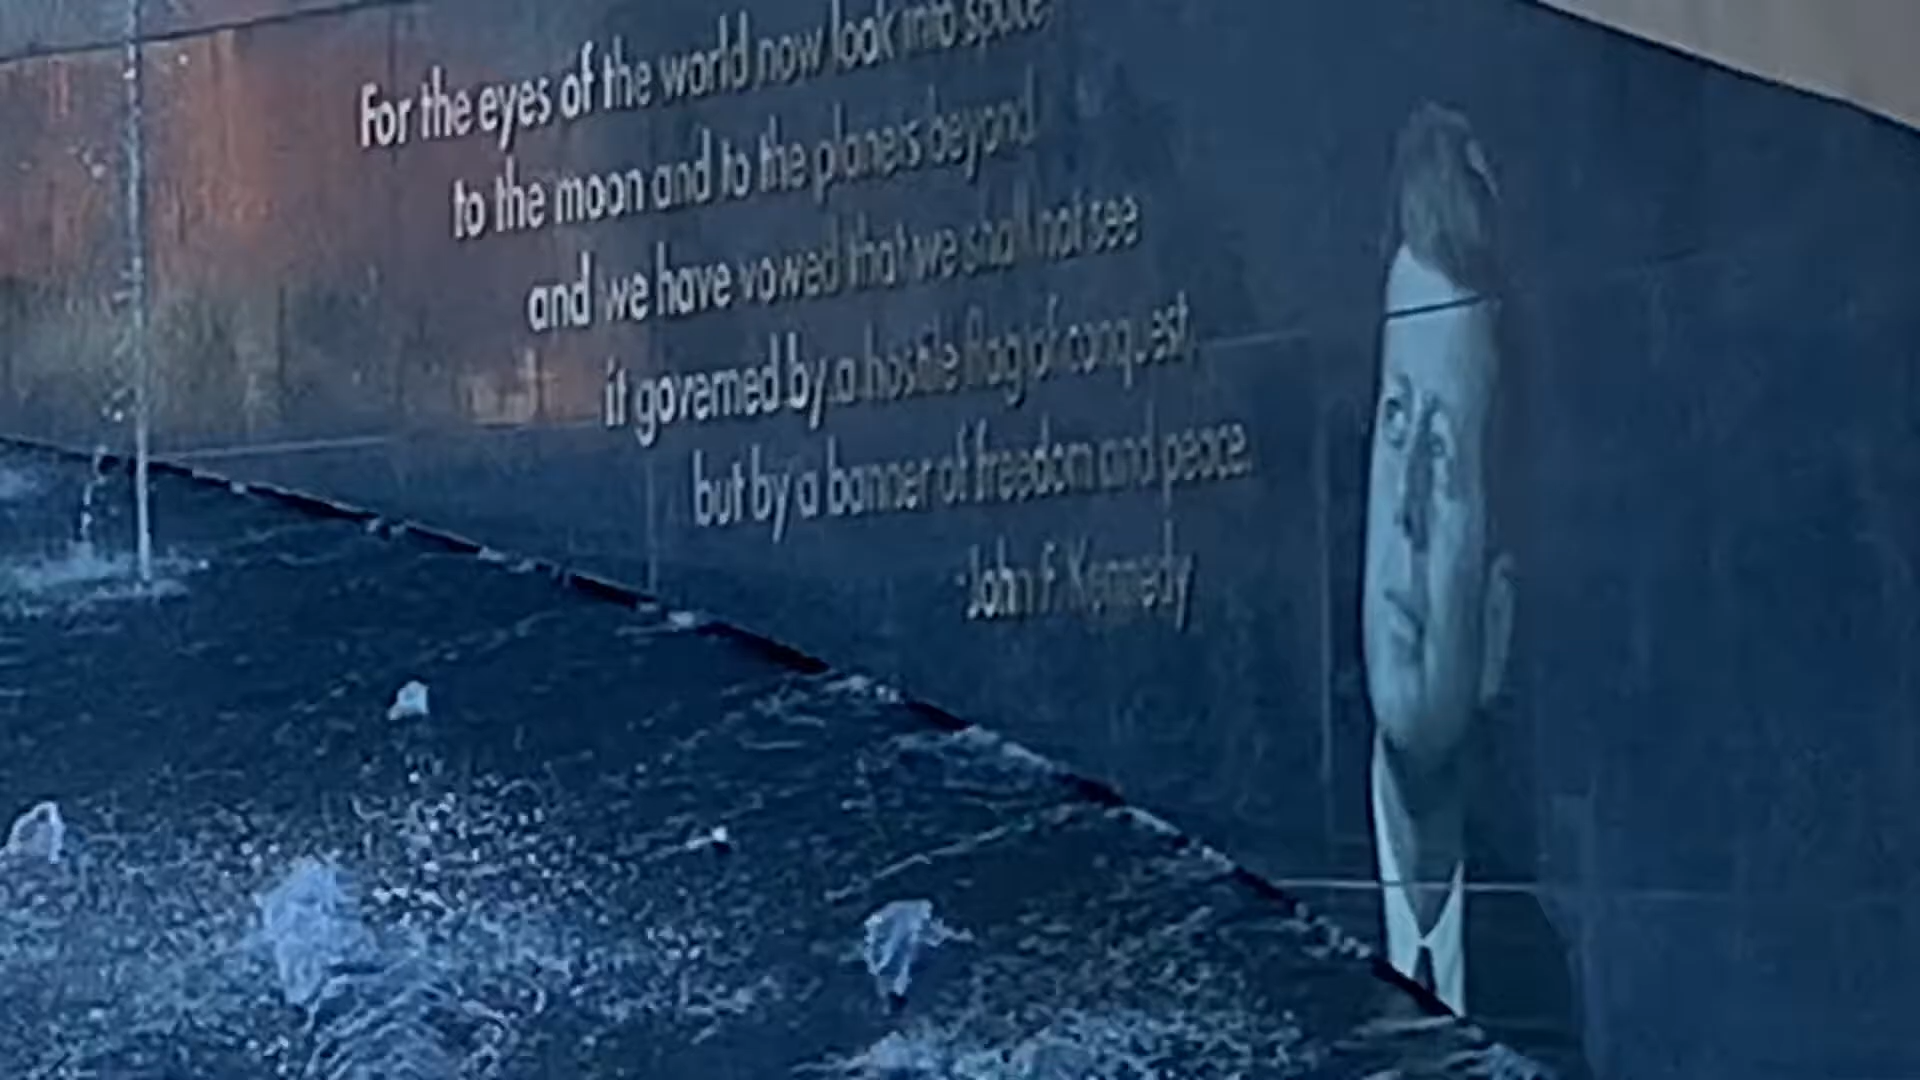 For the eyes of the world now look into space,
to the moon and to the planets beyond
and we have vowed that we shall not see
it governed by a hostile flag of conquest,
but by a banner of freedom and peace.
-John F. Kennedy